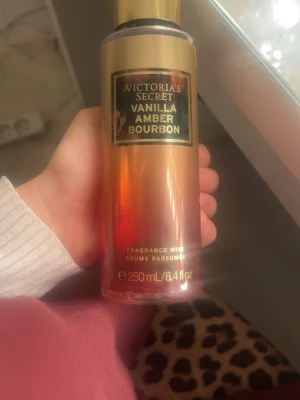 VICTORIA'S
SECRET
VANILLA
AMBER
BOURBON
FRAGRANCE MIST
BRUME PARFUMÉE
℮250 mL/8.4 fl oz